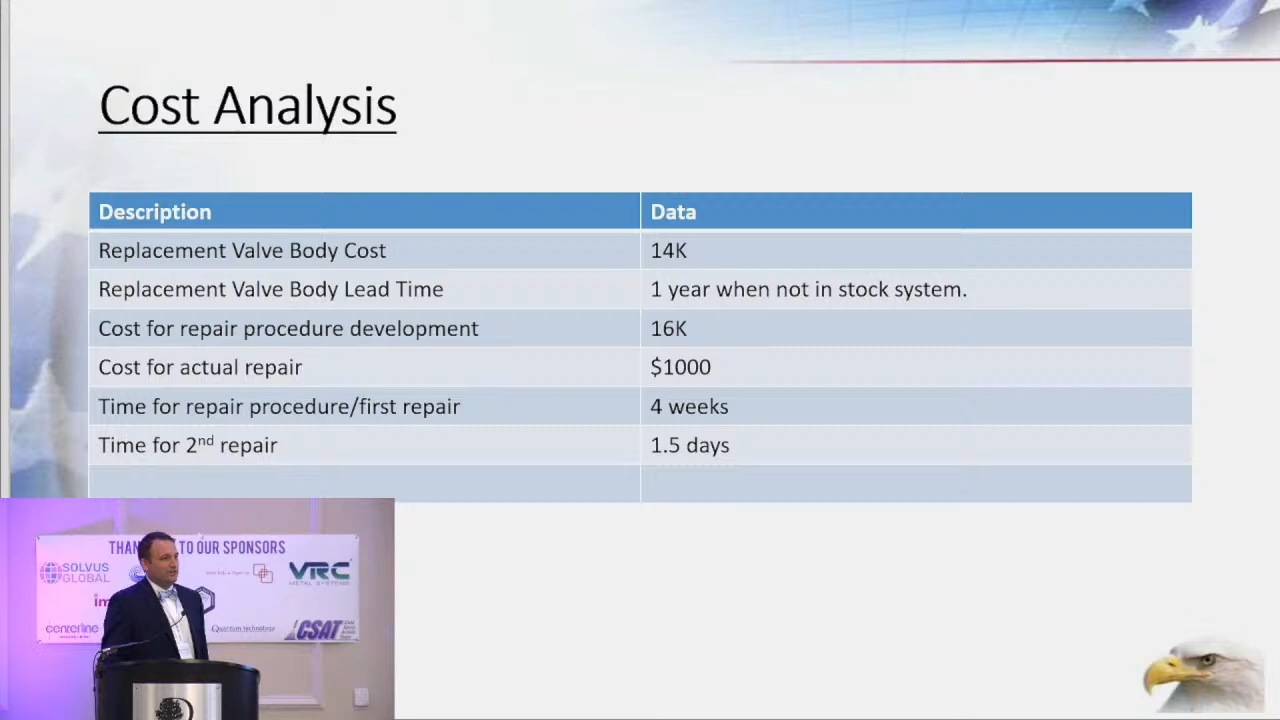 Cost Analysis
Description Data
Replacement Valve Body Cost 14K
Replacement Valve Body Lead Time 1 year when not in stock system.
Cost for repair procedure development 16K
Cost for actual repair $1000
Time for repair procedure/first repair 4 weeks
Time for 2nd repair 1.5 days
TO OUR SPONSORS
SOLVUS
GLOBAL
VRC
METAL SYSTEMS
centerline
Quantum technology
CSAT